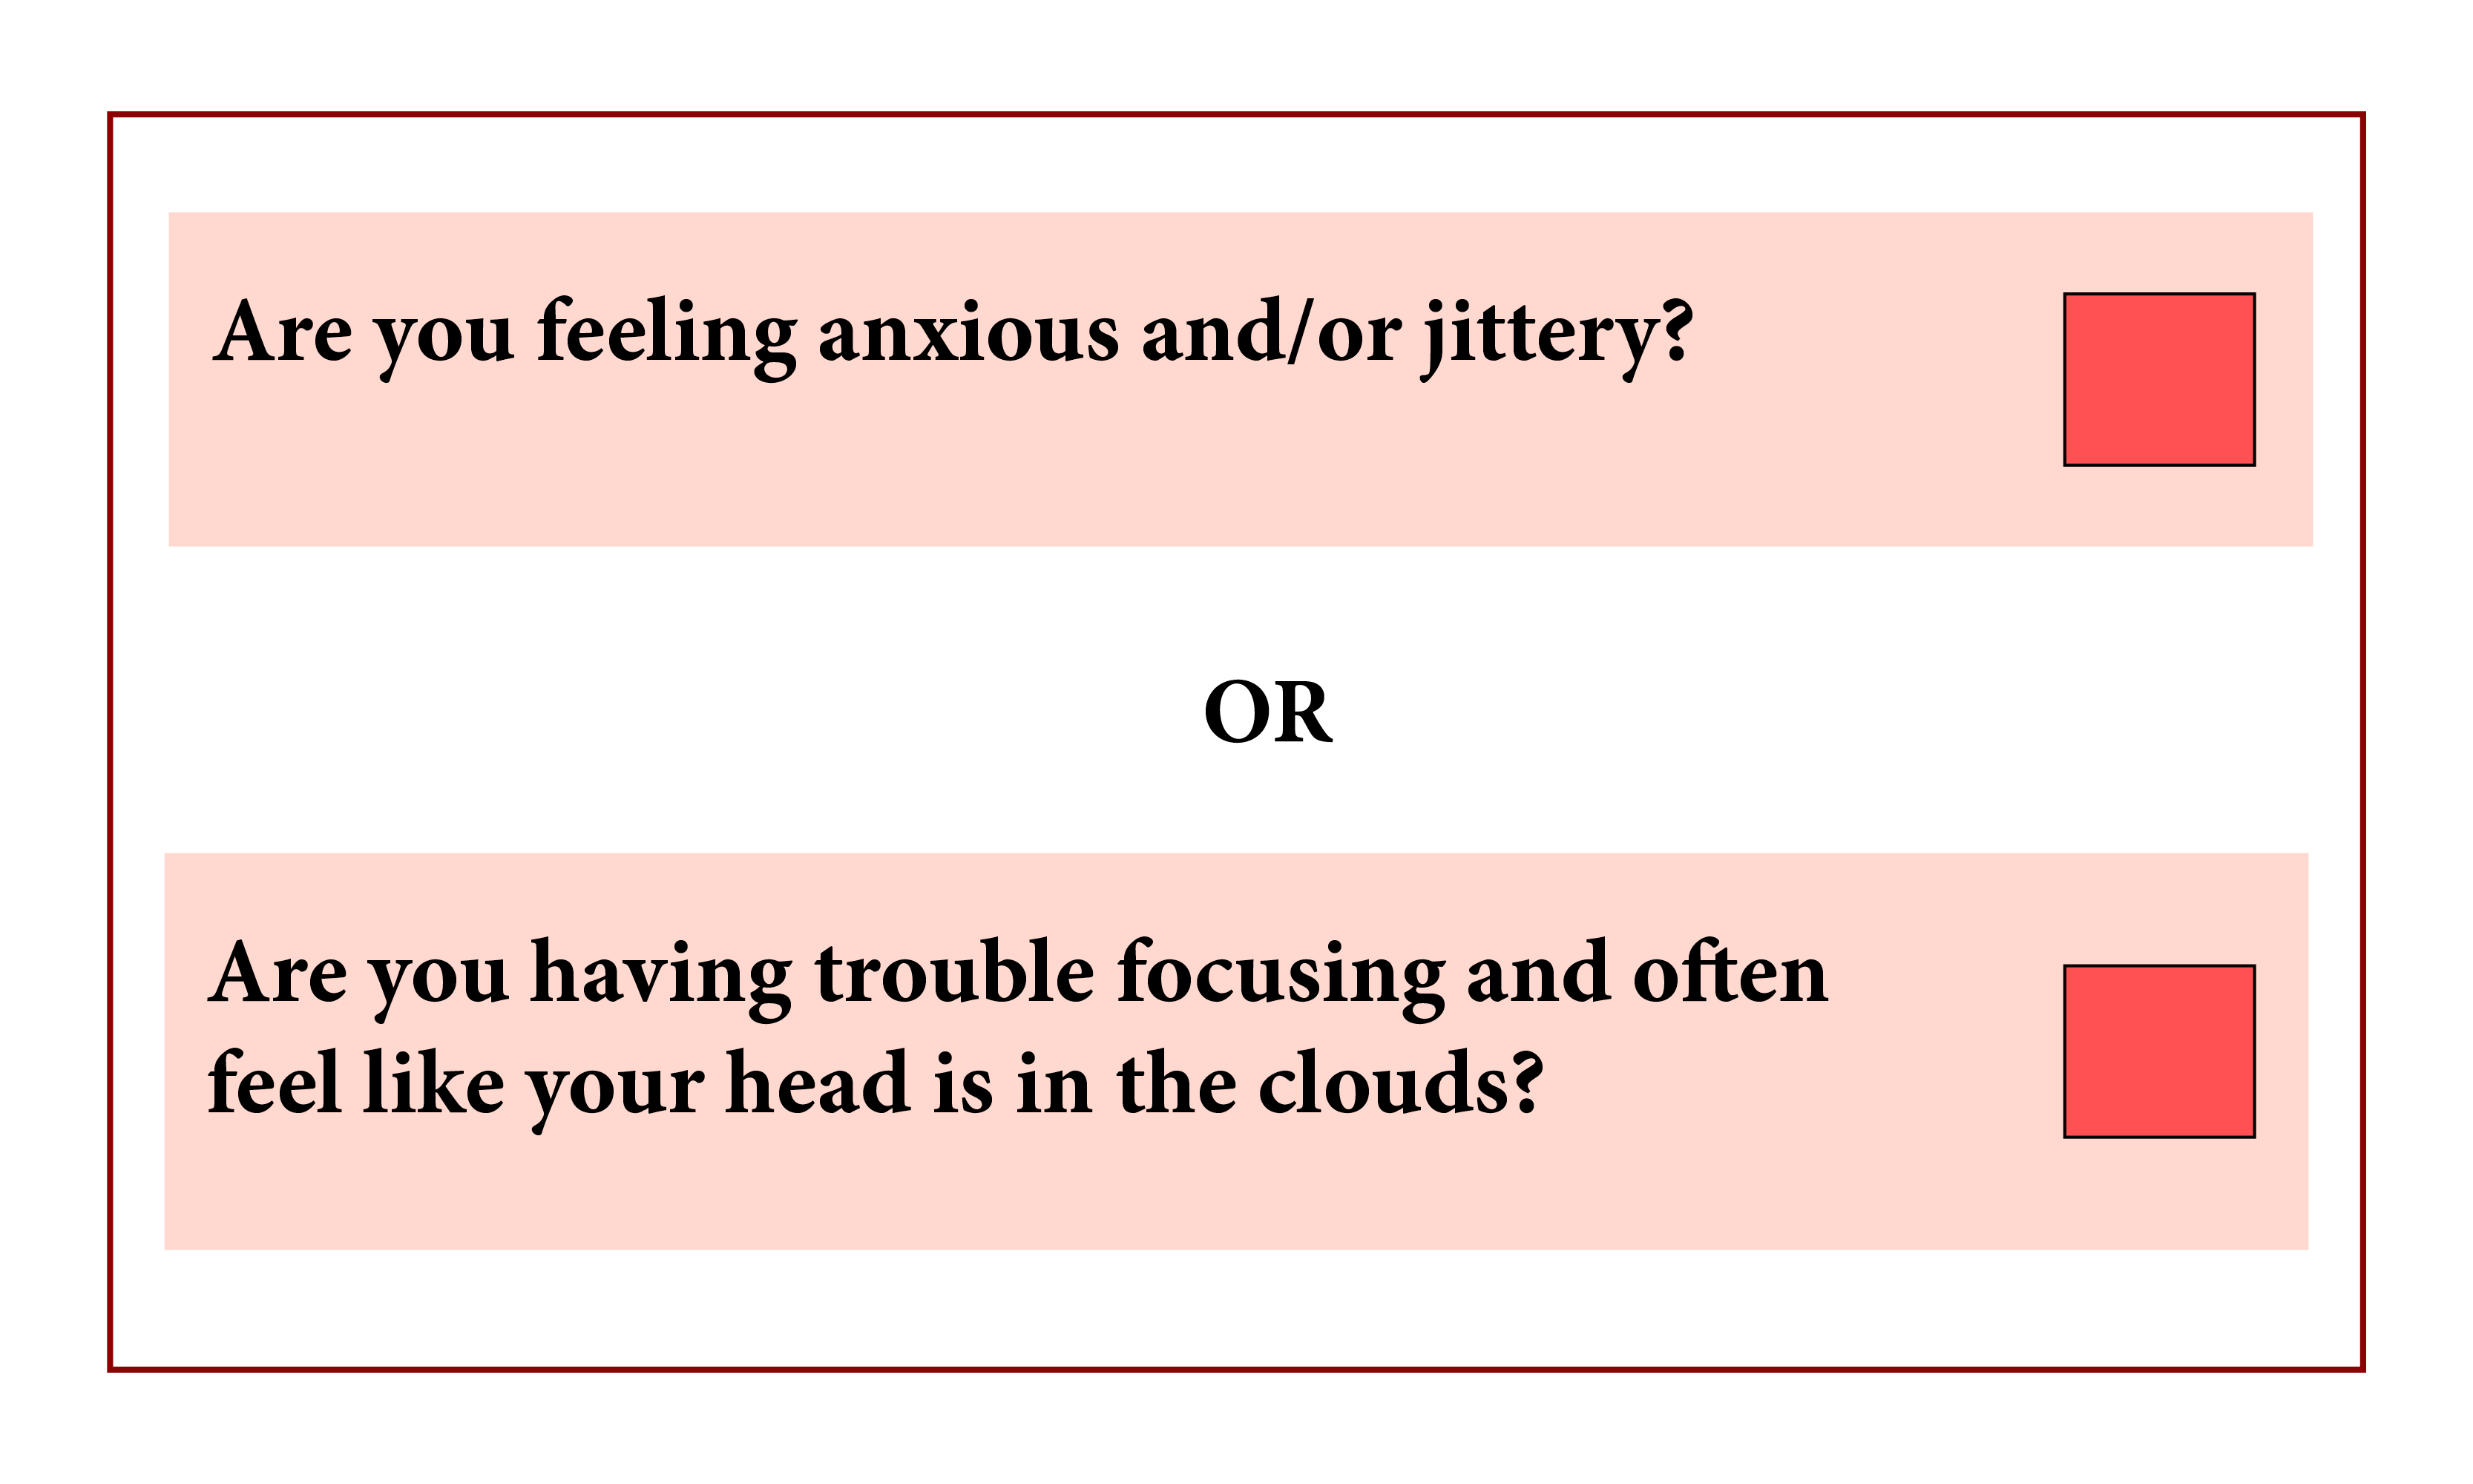 Are you feeling anxious and/or jittery?
OR
Are you having trouble focusing and often
feel like your head is in the clouds?